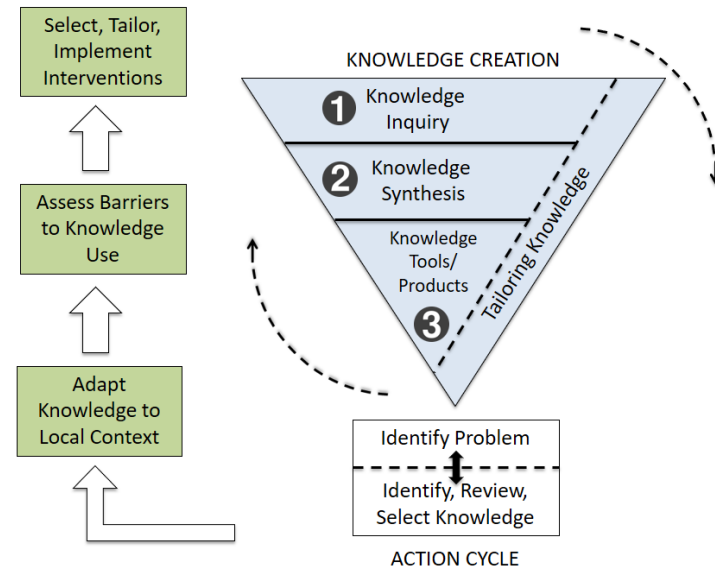 Select, Tailor,
Implement
Interventions
Assess Barriers
to Knowledge
Use
Adapt
Knowledge to
Local Context
KNOWLEDGE CREATION
1 Knowledge
Inquiry
2 Knowledge
Synthesis
Knowledge
Tools/
Products
3
Tailoring Knowledge
Identify Problem
Identify, Review,
Select Knowledge
ACTION CYCLE